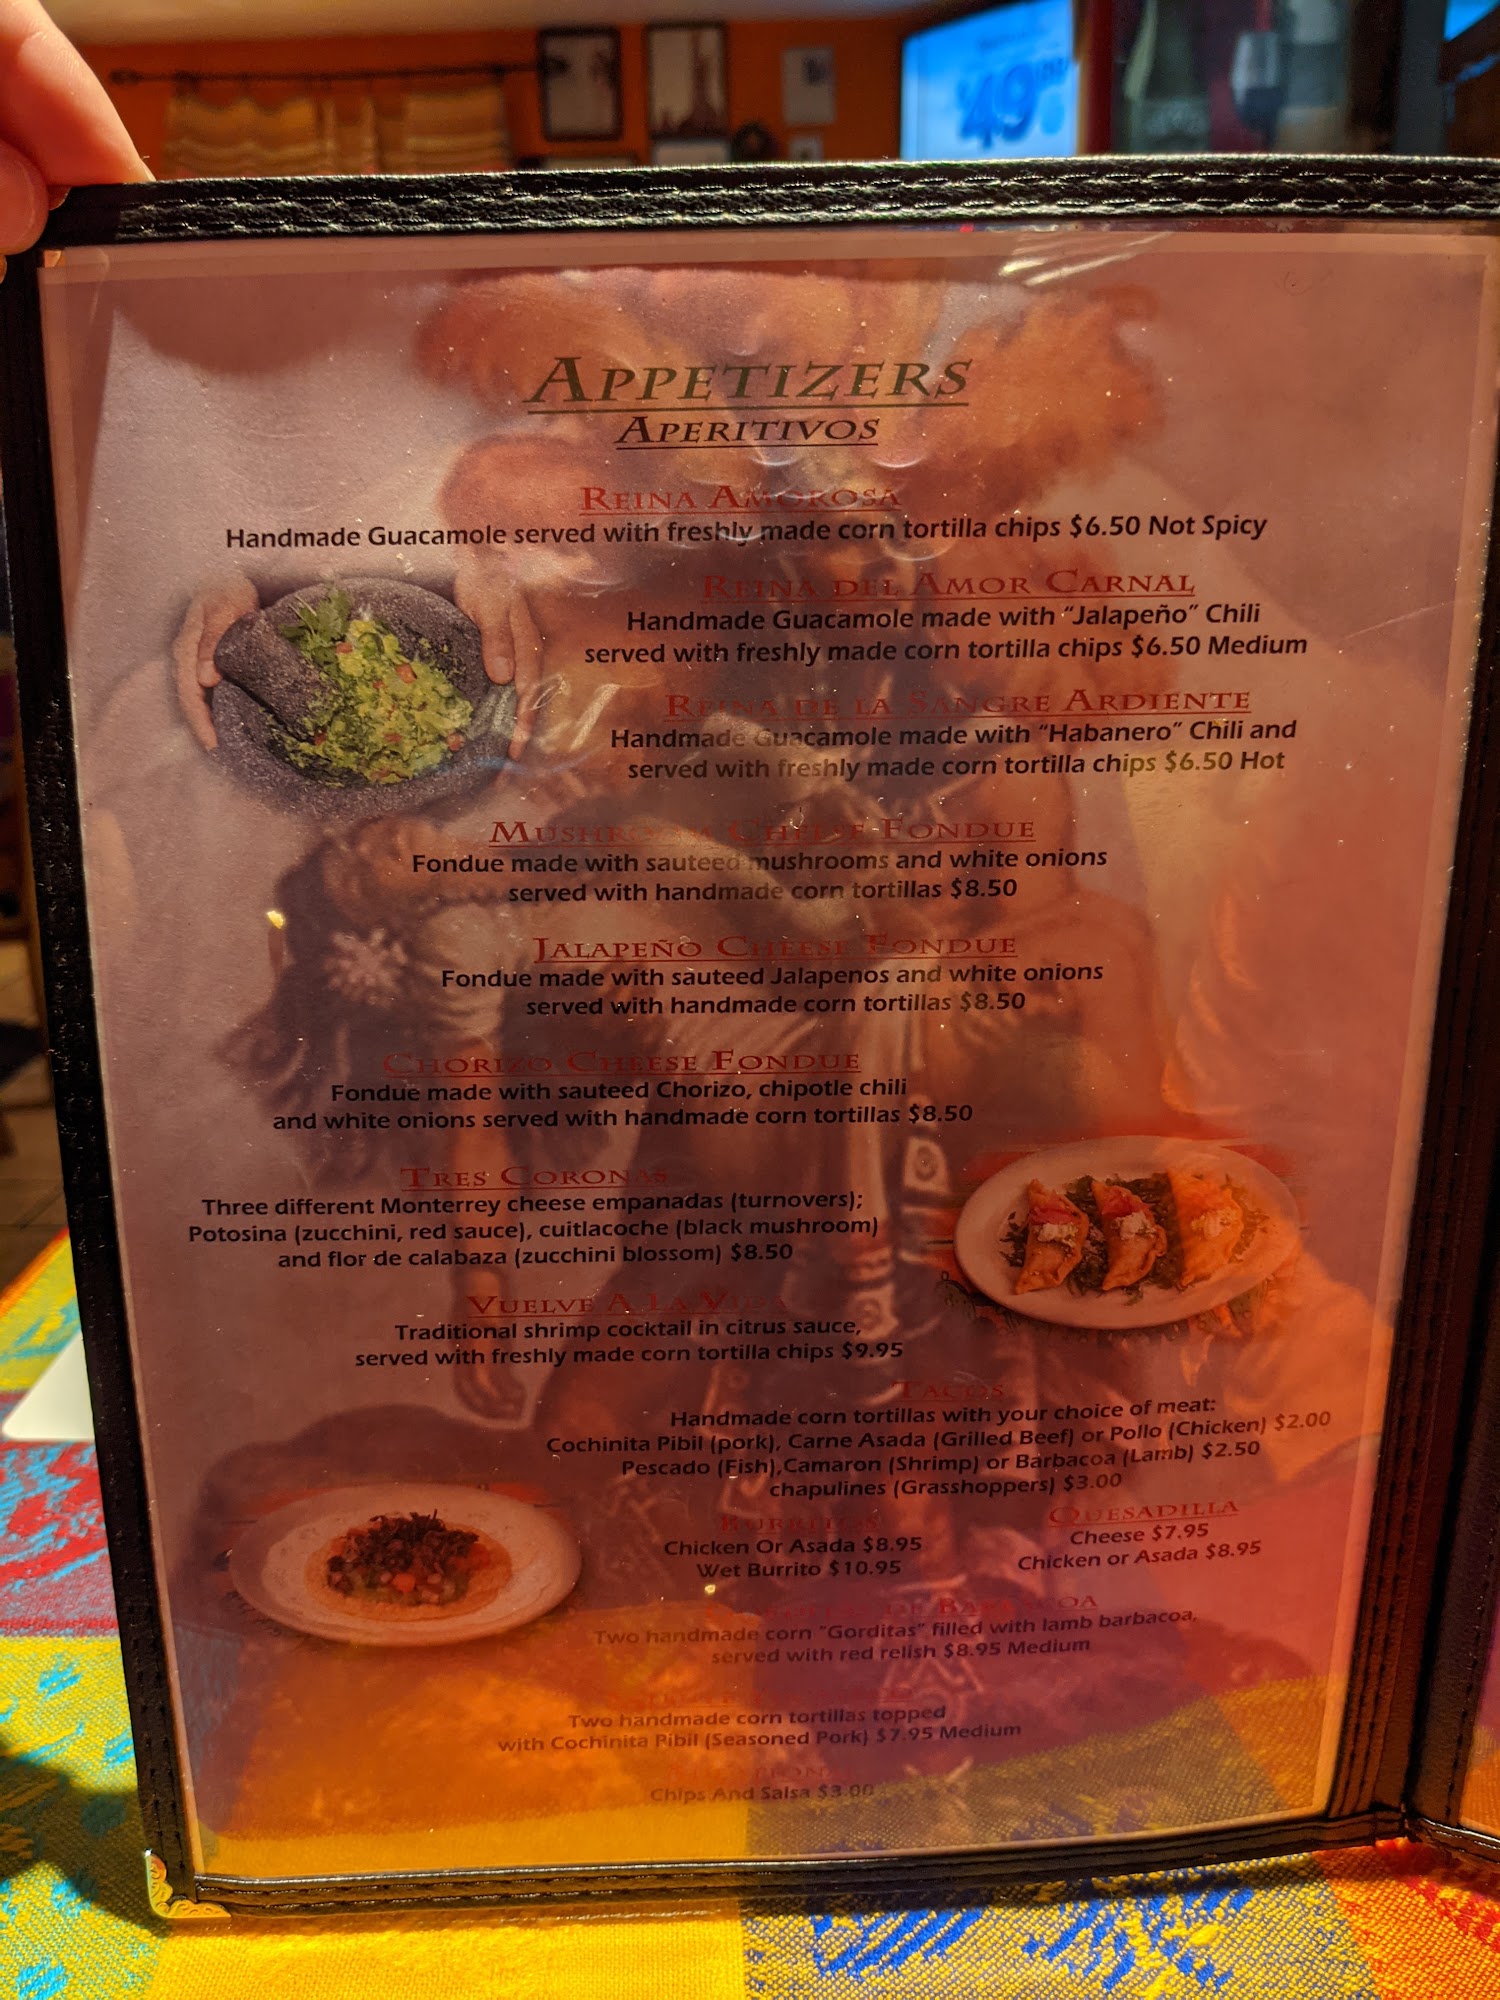 $49
APPETIZERS
APERITIVOS
REINA AMOROSA
Handmade Guacamole served with freshly made corn tortilla chips $6.50 Not Spicy
REINA DEL AMOR CARNAL
Handmade Guacamole made with "Jalapeño" Chili
served with freshly made corn tortilla chips $6.50 Medium
REINA DE LA SANGRE ARDIENTE
Handmade Guacamole made with "Habanero" Chili and
served with freshly made corn tortilla chips $6.50 Hot
MUSHROOM CHEESE FONDUE
Fondue made with sauteed mushrooms and white onions
served with handmade corn tortillas $8.50
JALAPEÑO CHEESE FONDUE
Fondue made with sauteed Jalapenos and white onions
served with handmade corn tortillas $8.50
CHORIZO CHEESE FONDUE
Fondue made with sauteed Chorizo, chipotle chili
and white onions served with handmade corn tortillas $8.50
TRES CORONAS
Three different Monterrey cheese empanadas (turnovers);
Potosina (zucchini, red sauce), cuitlacoche (black mushroom)
and flor de calabaza (zucchini blossom) $8.50
VUELVE A LA VIDA
Traditional shrimp cocktail in citrus sauce,
served with freshly made corn tortilla chips $9.95
TACOS
Handmade corn tortillas with your choice of meat:
Cochinita Pibil (pork), Carne Asada (Grilled Beef) or Pollo (Chicken) $2.00
Pescado (Fish),Camaron (Shrimp) or Barbacoa (Lamb) $2.50
chapulines (Grasshoppers) $3.00
BURRITOS
Chicken Or Asada $8.95
Wet Burrito $10.95
QUESADILLA
Cheese $7.95
Chicken or Asada $8.95
DE BARBACOA
Two handmade corn "Gorditas" filled with lamb barbacoa,
served with red relish $8.95 Medium
Two handmade corn tortillas topped
with Cochinita Pibil (Seasoned Pork) $7.95 Medium
Chips And Salsa $3.00